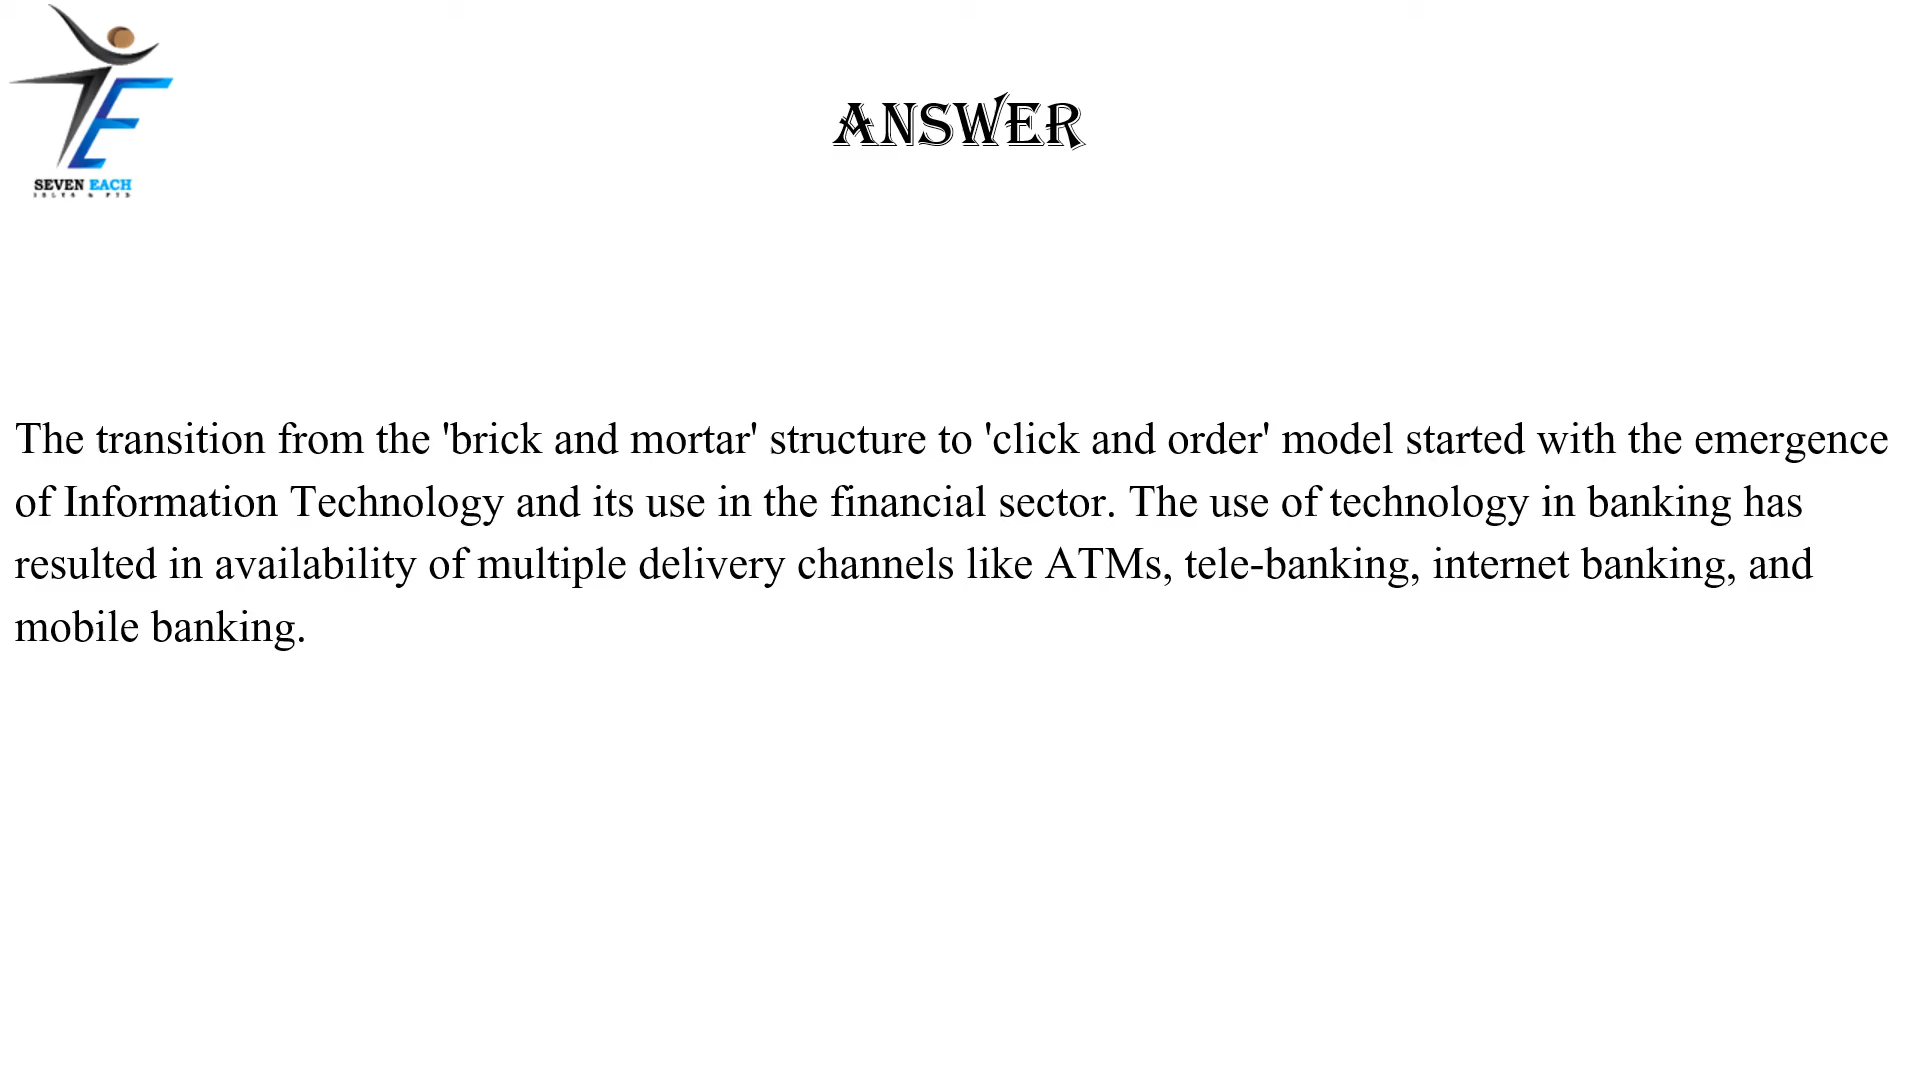 SEVEN EACH
IELTS & PTE
ANSWER
The transition from the 'brick and mortar' structure to 'click and order' model started with the emergence
of Information Technology and its use in the financial sector. The use of technology in banking has
resulted in availability of multiple delivery channels like ATMs, tele-banking, internet banking, and
mobile banking.